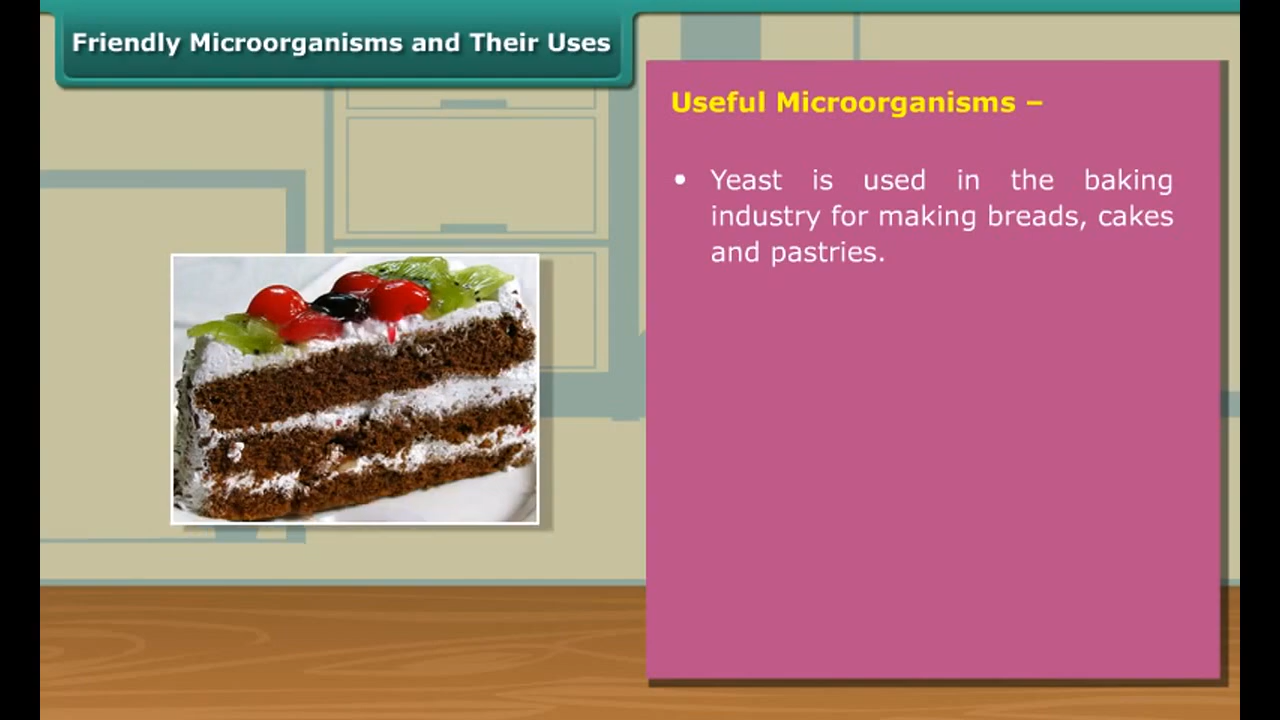 Friendly Microorganisms and Their Uses
Useful Microorganisms –
• Yeast is used in the baking
industry for making breads, cakes
and pastries.